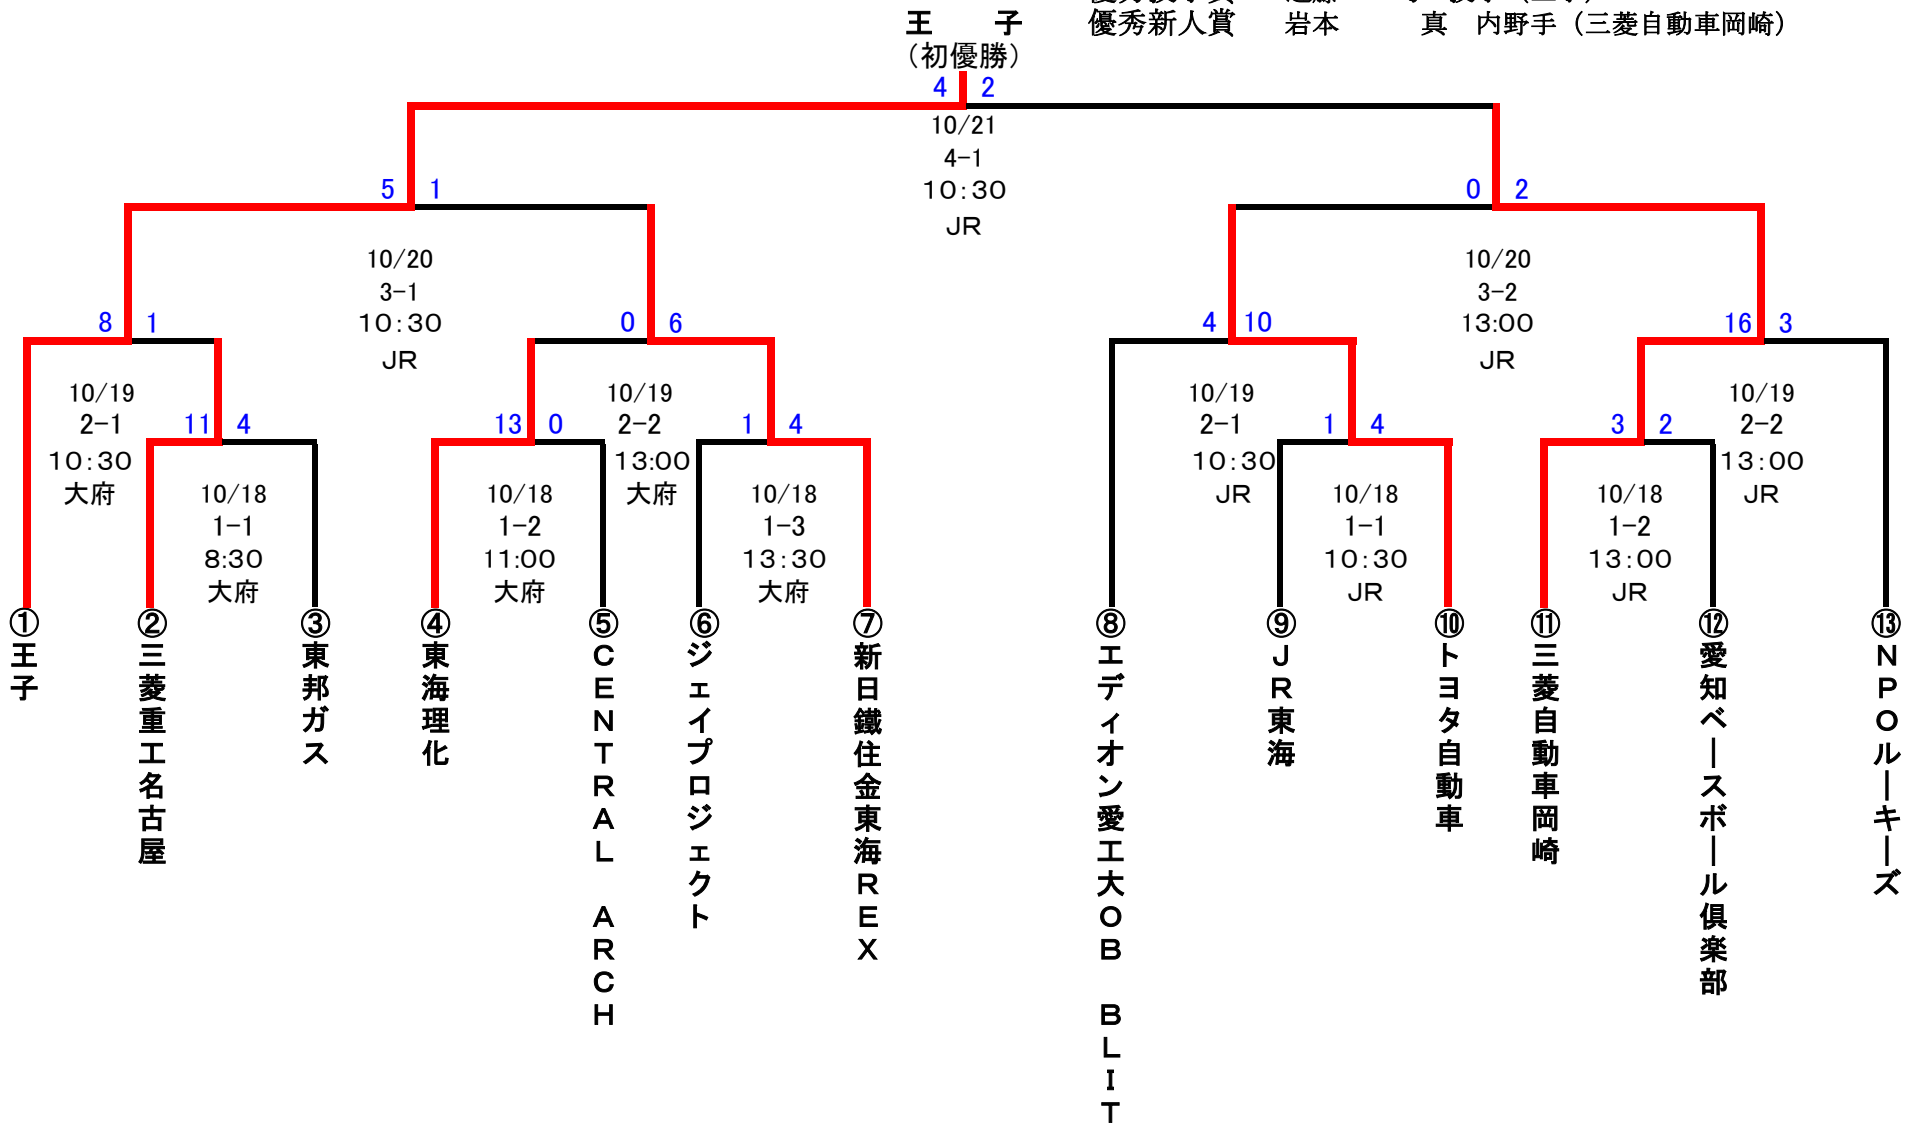 王 子
優秀新人賞 岩本 真 内野手（三菱自動車岡崎）
（初優勝）
4 2
10/21
4-1
10:30
JR
5 1
0 2
10/20
3-1
10:30
JR
10/20
3-2
13:00
JR
8 1
0 6
4 10
16 3
10/19
2-1
10:30
大府
10/19
2-2
13:00
大府
10/19
2-1
10:30
JR
10/19
2-2
13:00
JR
11 4
13 0
1 4
1 4
3 2
10/18
1-1
8:30
大府
10/18
1-2
11:00
大府
10/18
1-3
13:30
大府
10/18
1-1
10:30
JR
10/18
1-2
13:00
JR
①王子
②三菱重工名古屋
③東邦ガス
④東海理化
⑤CENTRAL ARCH
⑥ジェイプロジェクト
⑦新日鐵住金東海REX
⑧エディオン愛工大OB BLIT
⑨JR東海
⑩トヨタ自動車
⑪三菱自動車岡崎
⑫愛知ベースボール倶楽部
⑬NPOルーキーズ